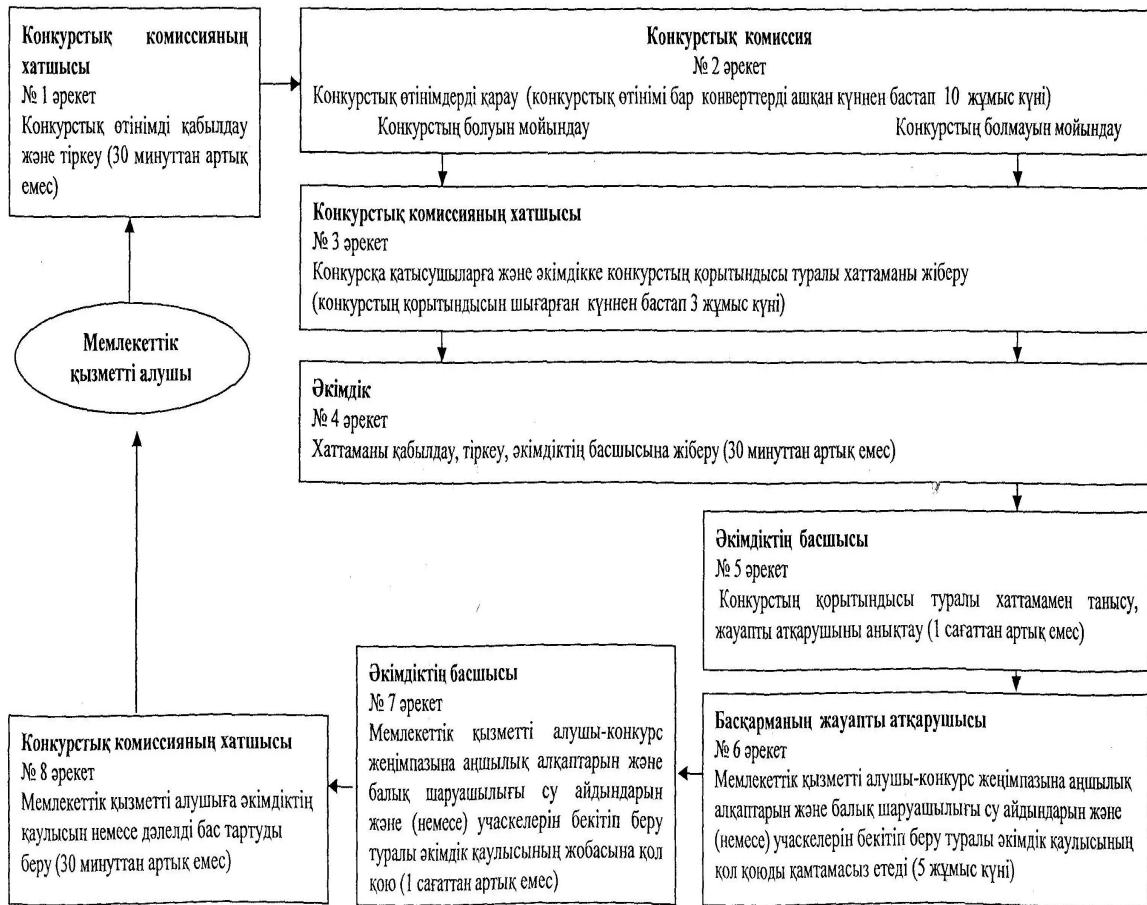 Конкурстық комиссияның
хатшысы
№ 1 әрекет
Конкурстық өтінімді қабылдау
және тіркеу (30 минуттан артық
емес)
Конкурстық комиссия
№ 2 әрекет
Конкурстық өтінімдерді қарау (конкурстық өтінімі бар конверттерді ашқан күннен бастап 10 жұмыс күні)
Конкурстың болуын мойындау Конкурстың болмауын мойындау
Конкурстық комиссияның хатшысы
№ 3 әрекет
Конкурсқа қатысушыларға және әкімдікке конкурстың қорытындысы туралы хаттаманы жіберу
(конкурстың қорытындысын шығарған күннен бастап 3 жұмыс күні)
Мемлекеттік
қызметті алушы
Әкімдік
№ 4 әрекет
Хаттаманы қабылдау, тіркеу, әкімдіктің басшысына жіберу (30 минуттан артық емес)
Әкімдіктің басшысы
№ 5 әрекет
Конкурстың қорытындысы туралы хаттамамен танысу,
жауапты атқарушыны анықтау (1 сағаттан артық емес)
Басқарманың жауапты атқарушысы
№ 6 әрекет
Мемлекеттік қызметті алушы-конкурс жеңімпазына аңшылық
алқаптарын және балық шаруашылығы су айдындарын және
(немесе) учаскелерін бекітіп беру туралы әкімдік қаулысының
қол қоюды қамтамасыз етеді (5 жұмыс күні)
Әкімдіктің басшысы
№ 7 әрекет
Мемлекеттік қызметті алушы-конкурс
жеңімпазына аңшылық алқаптарын және
балық шаруашылығы су айдындарын
және (немесе) учаскелерін бекітіп беру
туралы әкімдік қаулысының жобасына қол
қою (1 сағаттан артық емес)
Конкурстық комиссияның хатшысы
№ 8 әрекет
Мемлекеттік қызметті алушыға әкімдіктің
қаулысын немесе дәлелді бас тартуды
беру (30 минуттан артық емес)